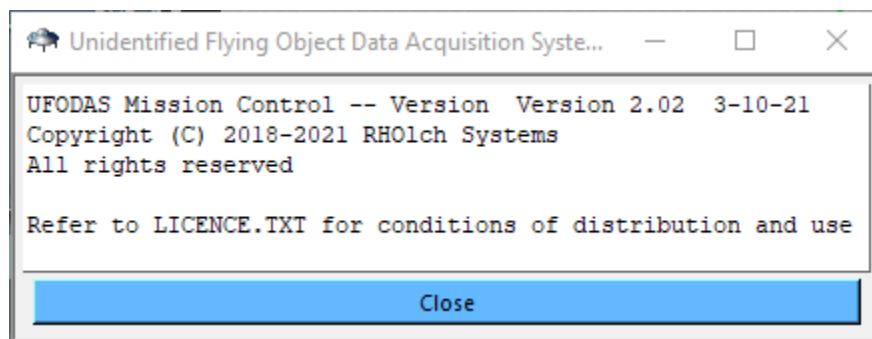 Unidentified Flying Object Data Acquisition Syste...
UFODAS Mission Control -- Version  Version 2.02  3-10-21
Copyright (C) 2018-2021 RHOlch Systems
All rights reserved
Refer to LICENCE.TXT for conditions of distribution and use
Close